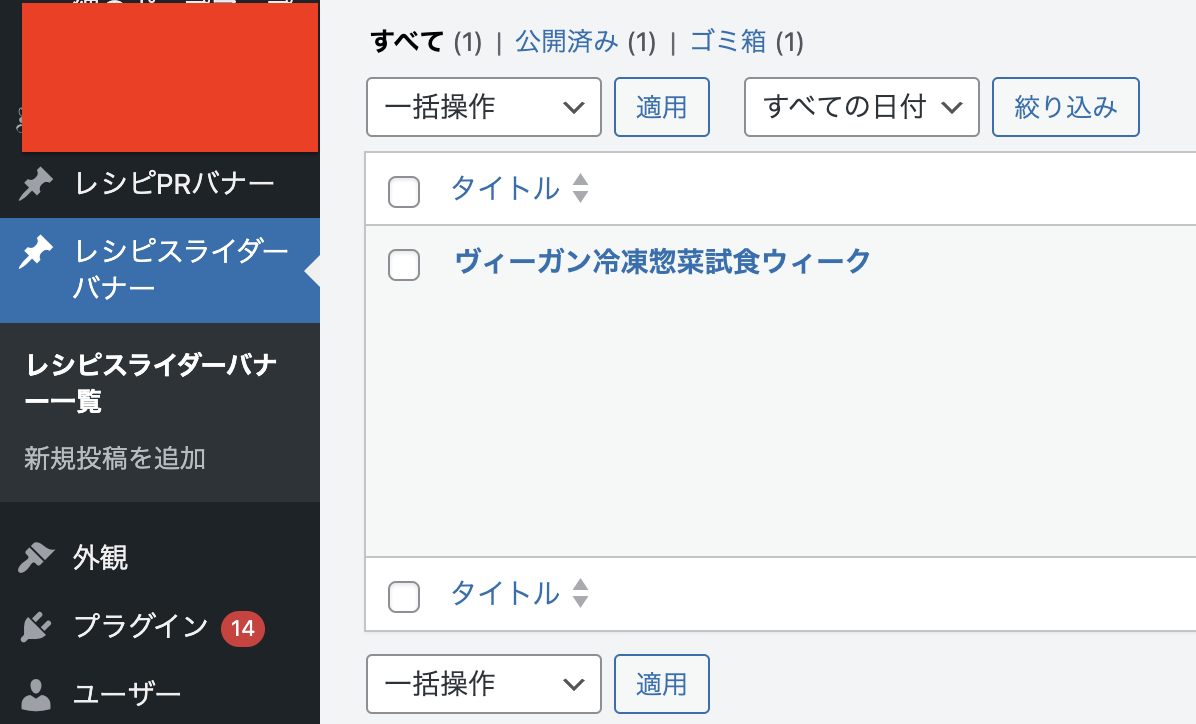 レシピPRバナー
レシピスライダー
バナー
レシピスライダーバナ
ー一覧
新規投稿を追加
外観
プラグイン 14
ユーザー
すべて (1) | 公開済み (1) | ゴミ箱 (1)
一括操作 適用 すべての日付 絞り込み
タイトル
ヴィーガン冷凍惣菜試食ウィーク
タイトル
一括操作 適用